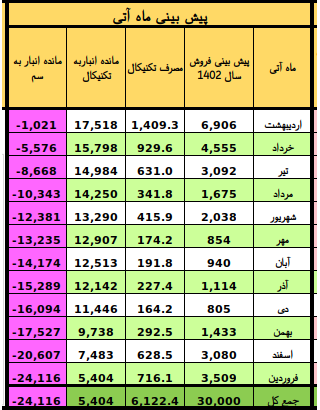 پیش بینی ماه آتی
ماه آتی	پیش بینی فروش سال 1402	مصرف تکنیکال	مانده انباربه تکنیکال	مانده انبار به سم
اردیبهشت	6,906	1,409.3	17,518	-1,021
خرداد	4,555	929.6	15,798	-5,576
تیر	3,092	631.0	14,984	-8,668
مرداد	1,675	341.8	14,250	-10,343
شهریور	2,038	415.9	13,290	-12,381
مهر	854	174.2	12,907	-13,235
آبان	940	191.8	12,513	-14,174
آذر	1,114	227.4	12,142	-15,289
دی	805	164.2	11,446	-16,094
بهمن	1,433	292.5	9,738	-17,527
اسفند	3,080	628.5	7,483	-20,607
فروردین	3,509	716.1	5,404	-24,116
جمع کل	30,000	6,122.4	5,404	-24,116